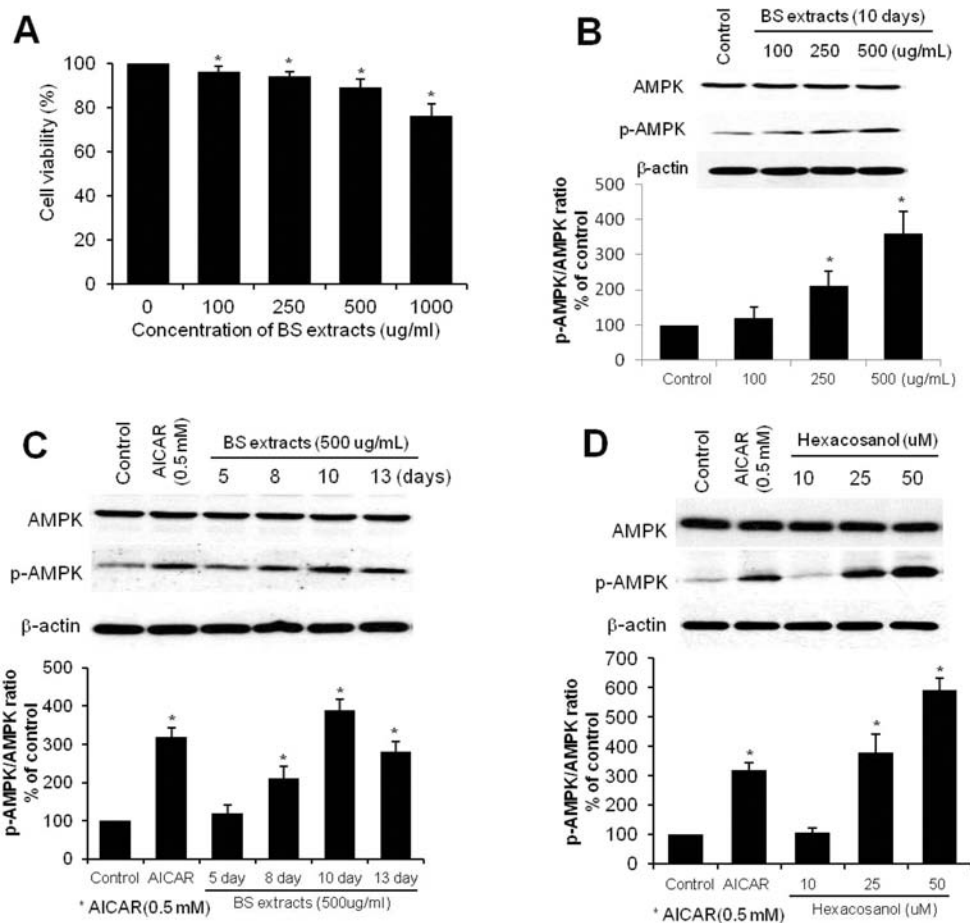 A
Cell viability (%)
100
80
60
40
20
0
* * * *
0 100 250 500 1000
Concentration of BS extracts (ug/ml)
B
Control
BS extracts (10 days)
100 250 500 (ug/mL)
AMPK
p-AMPK
β-actin
p-AMPK/AMPK ratio
% of control
500
400
300
200
100
0
* *
Control 100 250 500 (ug/mL)
C
Control
AICAR
(0.5 mM)
BS extracts (500 ug/mL)
5 8 10 13 (days)
AMPK
p-AMPK
β-actin
p-AMPK/AMPK ratio
% of control
500
400
300
200
100
0
* * * *
Control AICAR 5 day 8 day 10 day 13 day
* AICAR(0.5 mM) BS extracts (500ug/ml)
D
Control
AICAR
(0.5 mM)
Hexacosanol (uM)
10 25 50
AMPK
p-AMPK
β-actin
p-AMPK/AMPK ratio
% of control
700
600
500
400
300
200
100
0
* * *
Control AICAR 10 25 50
* AICAR(0.5 mM) Hexacosanol (uM)